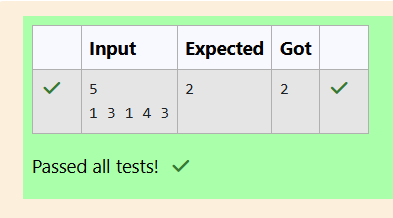 Input Expected Got
5 2 2
1 3 1 4 3
Passed all tests!